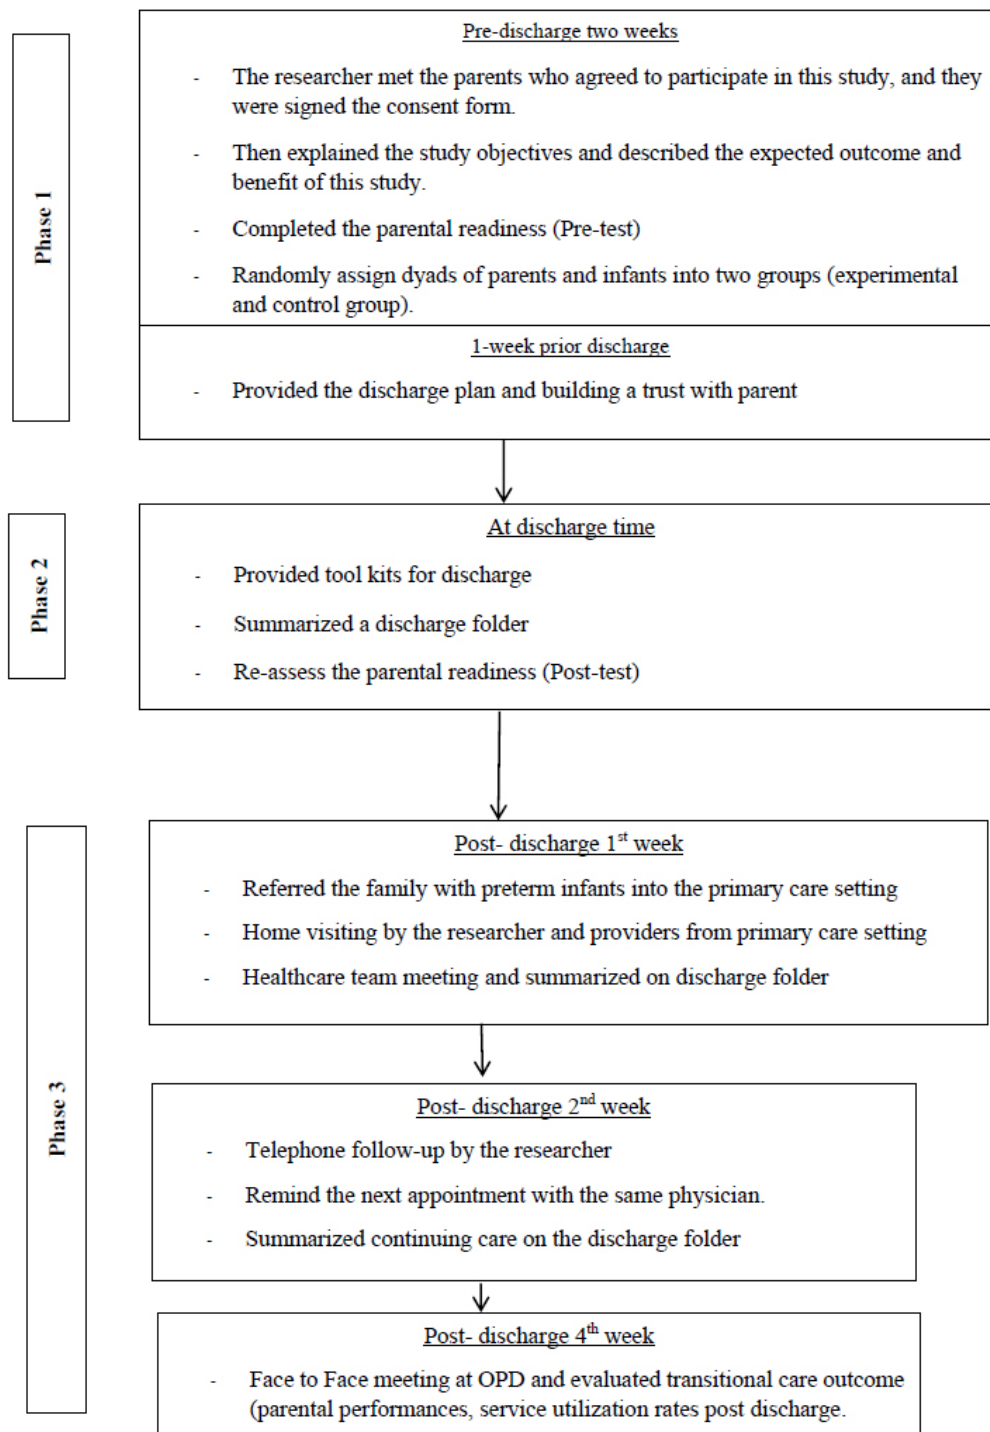 Phase 1
Pre-discharge two weeks
- The researcher met the parents who agreed to participate in this study, and they
were signed the consent form.
- Then explained the study objectives and described the expected outcome and
benefit of this study.
- Completed the parental readiness (Pre-test)
- Randomly assign dyads of parents and infants into two groups (experimental
and control group).
1-week prior discharge
- Provided the discharge plan and building a trust with parent
Phase 2
At discharge time
- Provided tool kits for discharge
- Summarized a discharge folder
- Re-assess the parental readiness (Post-test)
Phase 3
Post- discharge 1st week
- Referred the family with preterm infants into the primary care setting
- Home visiting by the researcher and providers from primary care setting
- Healthcare team meeting and summarized on discharge folder
Post- discharge 2nd week
- Telephone follow-up by the researcher
- Remind the next appointment with the same physician.
- Summarized continuing care on the discharge folder
Post- discharge 4th week
- Face to Face meeting at OPD and evaluated transitional care outcome
(parental performances, service utilization rates post discharge.